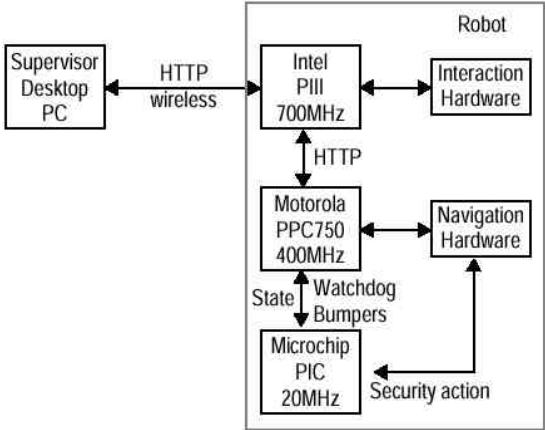 Robot
Supervisor
Desktop
PC
HTTP
wireless
Intel
PIII
700MHz
Interaction
Hardware
HTTP
Motorola
PPC750
400MHz
Navigation
Hardware
State
Watchdog
Bumpers
Microchip
PIC
20MHz
Security action